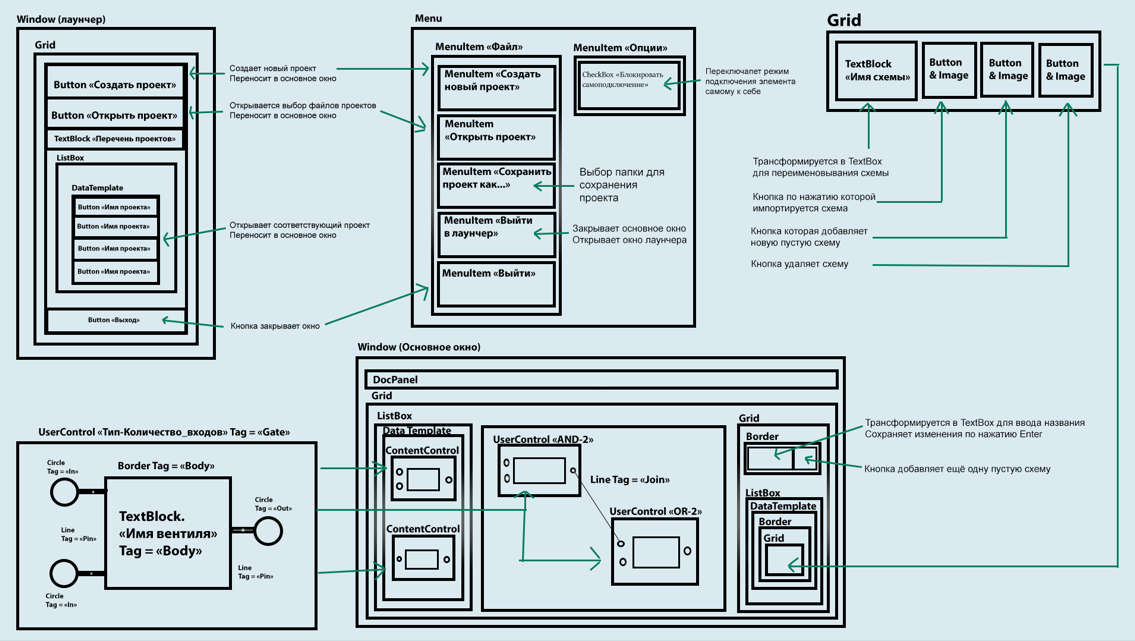 Window (лаунчер)
Grid
Button «Создать проект»
Button «Открыть проект»
TextBlock «Перечень проектов»
ListBox
DataTemplate
Button «Имя проекта»
Button «Имя проекта»
Button «Имя проекта»
Button «Имя проекта»
Button «Выход»
Создает новый проект
Переносит в основное окно
Открывается выбор файлов проектов
Переносит в основное окно
Открывает соответствующий проект
Переносит в основное окно
Кнопка закрывает окно
Menu
MenuItem «Файл»
MenuItem «Создать
новый проект»
MenuItem
«Открыть проект»
MenuItem «Сохранить
проект как...»
MenuItem «Выйти
в лаунчер»
MenuItem «Выйти»
MenuItem «Опции»
CheckBox «Блокировать
самоподключение»
Переключает режим
подключения элемента
самому к себе
Выбор папки для
сохранения
проекта
Закрывает основное окно
Открывает окно лаунчера
Grid
TextBlock
«Имя схемы»
Button
& Image
Button
& Image
Button
& Image
Трансформируется в TextBox
для переименовывания схемы
Кнопка по нажатию которой
импортируется схема
Кнопка которая добавляет
новую пустую схему
Кнопка удаляет схему
UserControl «Тип-Количество_входов» Tag = «Gate»
Circle
Tag = «In»
Border Tag = «Body»
Circle
Tag = «Out»
TextBlock.
«Имя вентиля»
Tag = «Body»
Line
Tag = «Pin»
Line
Tag = «Pin»
Circle
Tag = «In»
Window (Основное окно)
DocPanel
Grid
ListBox
Data Template
ContentControl
ContentControl
UserControl «AND-2»
Line Tag = «Join»
UserControl «OR-2»
Grid
Border
ListBox
DataTemplate
Border
Grid
Трансформируется в TextBox для ввода названия
Сохраняет изменения по нажатию Enter
Кнопка добавляет ещё одну пустую схему